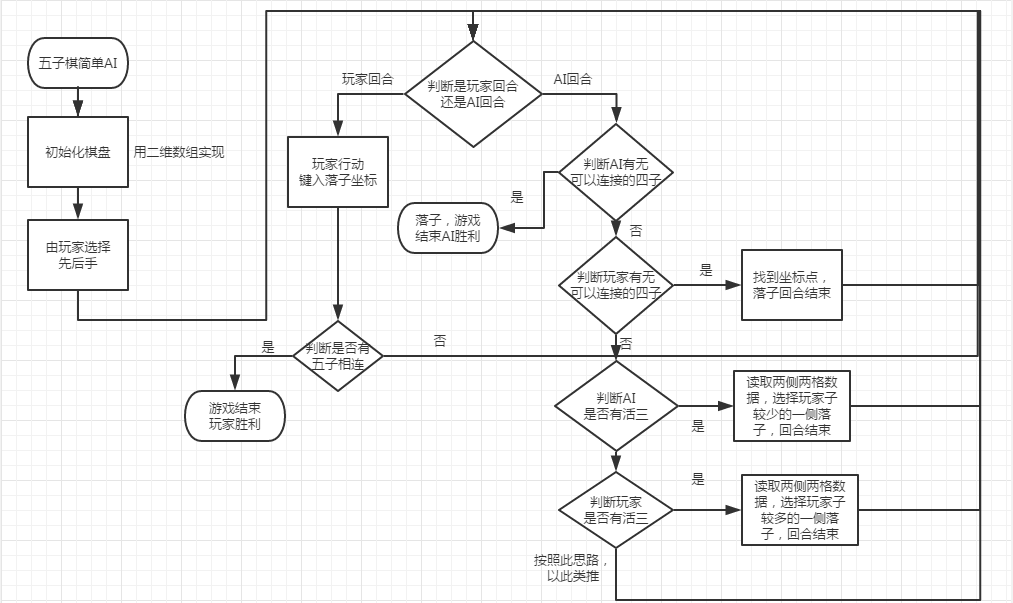 五子棋简单AI
初始化棋盘
用二维数组实现
由玩家选择
先后手
判断是玩家回合
还是AI回合
玩家回合
AI回合
玩家行动
键入落子坐标
判断AI有无
可以连接的四子
是
落子，游戏
结束AI胜利
否
判断玩家有无
可以连接的四子
是
找到坐标点，
落子回合结束
否
判断是否有
五子相连
是
否
游戏结束
玩家胜利
判断AI
是否有活三
是
读取两侧两格数
据，选择玩家子
较少的一侧落
子，回合结束
判断玩家
是否有活三
是
读取两侧两格数
据，选择玩家子
较多的一侧落
子，回合结束
按照此思路，
以此类推